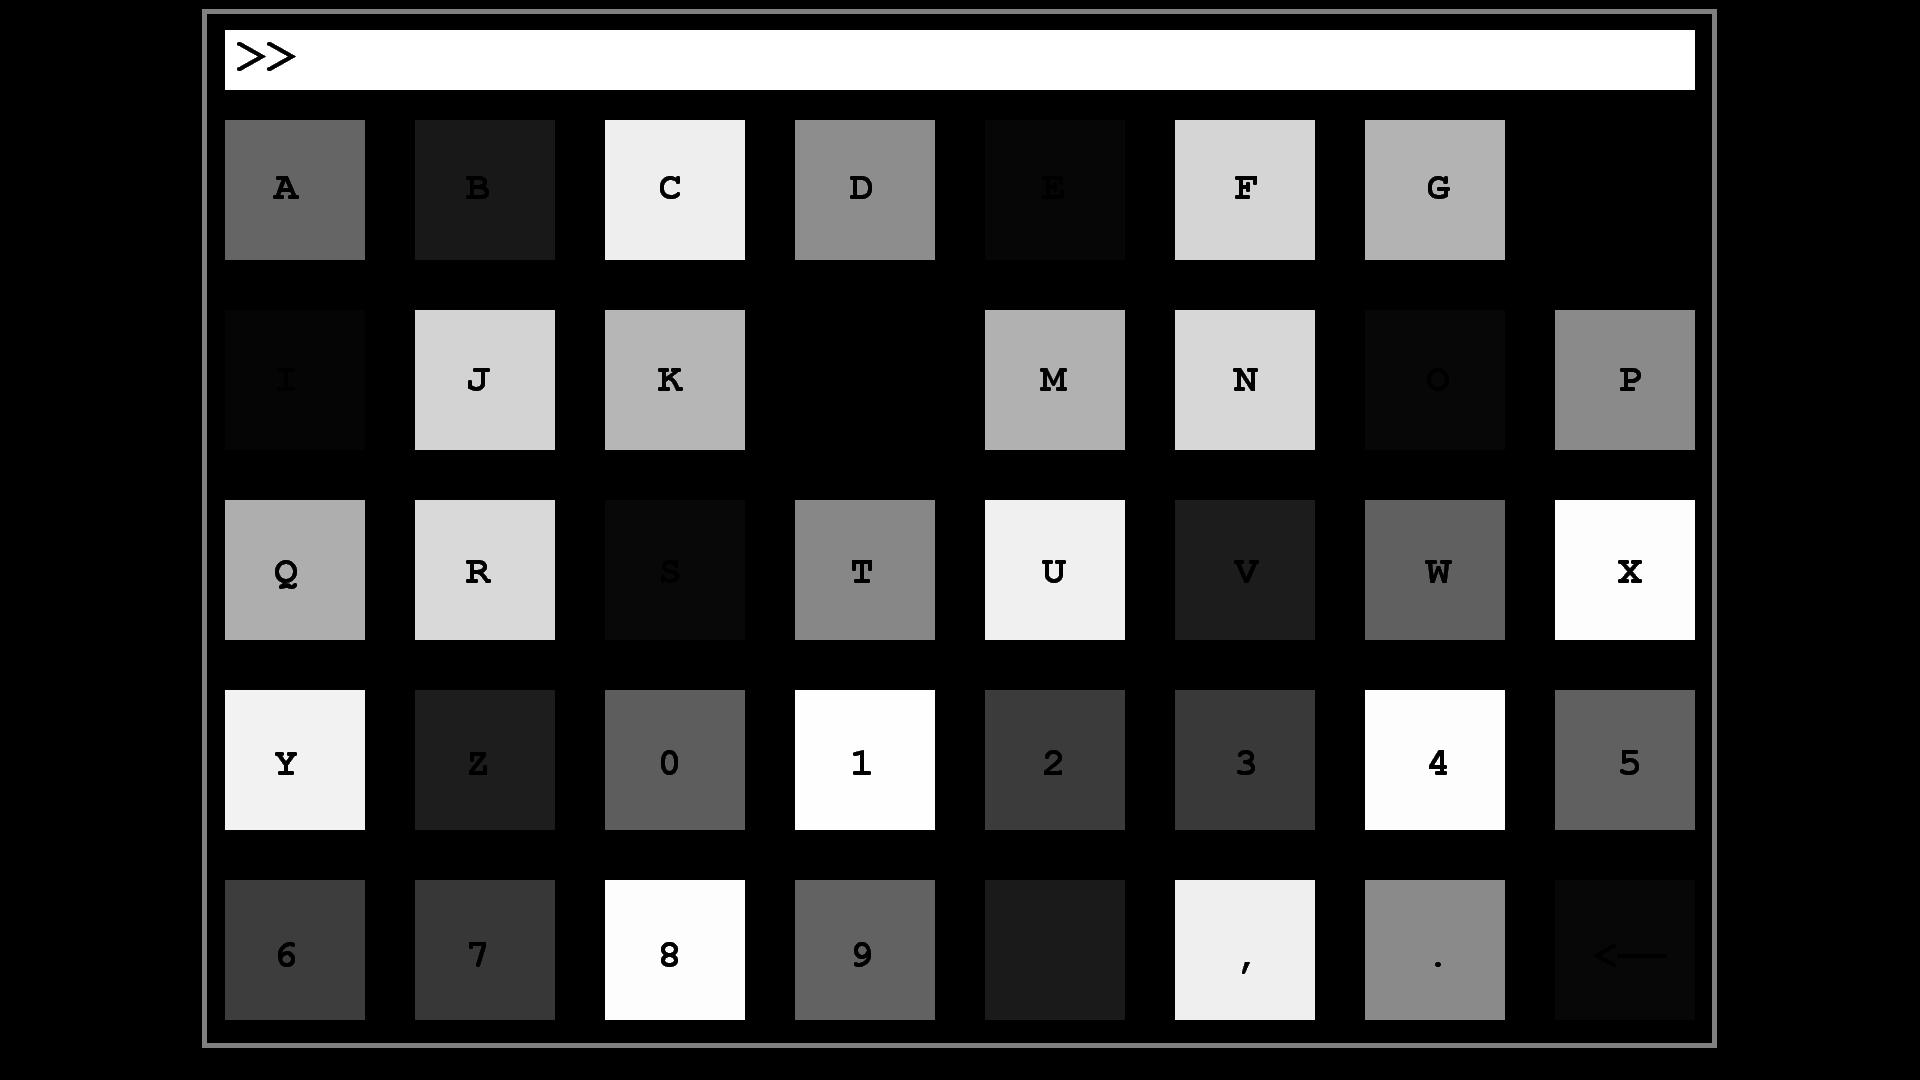 >>
A B C D E F G
I J K M N O P
Q R S T U V W X
Y Z 0 1 2 3 4 5
6 7 8 9 , . <—